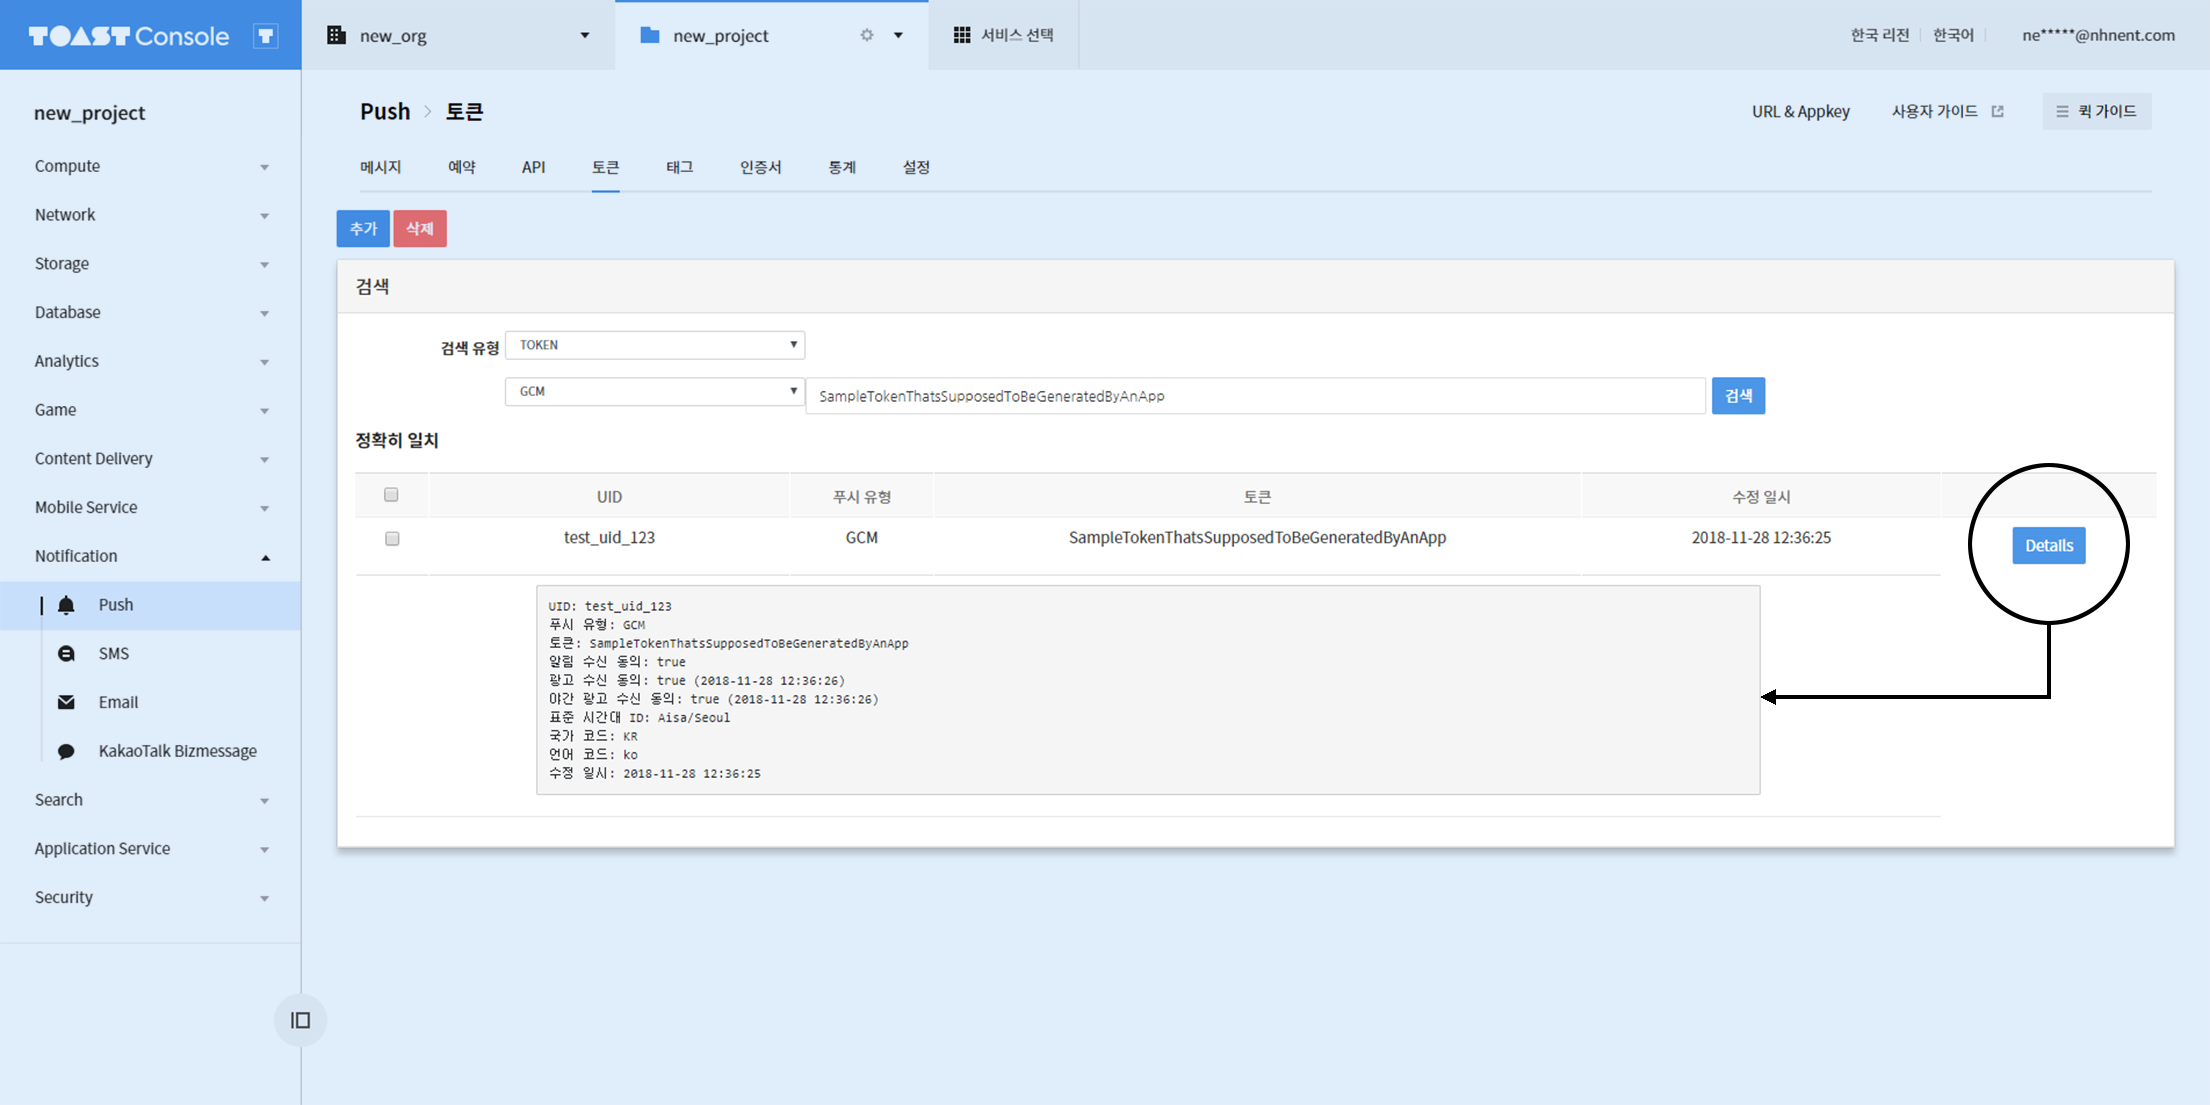 TOAST Console
new_org
new_project
서비스 선택
한국 리전
한국어
ne*****@nhnent.com
new_project
Compute
Network
Storage
Database
Analytics
Game
Content Delivery
Mobile Service
Notification
Push
SMS
Email
KakaoTalk Bizmessage
Search
Application Service
Security
Push > 토큰
URL & Appkey
사용자 가이드
퀵 가이드
메시지 예약 API 토큰 태그 인증서 통계 설정
추가 삭제
검색
검색 유형 TOKEN
GCM SampleTokenThatsSupposedToBeGeneratedByAnApp 검색
정확히 일치
UID 푸시 유형 토큰 수정 일시
test_uid_123 GCM SampleTokenThatsSupposedToBeGeneratedByAnApp 2018-11-28 12:36:25 Details
UID: test_uid_123
푸시 유형: GCM
토큰: SampleTokenThatsSupposedToBeGeneratedByAnApp
알림 수신 동의: true
광고 수신 동의: true (2018-11-28 12:36:26)
야간 광고 수신 동의: true (2018-11-28 12:36:26)
표준 시간대 ID: Aisa/Seoul
국가 코드: KR
언어 코드: ko
수정 일시: 2018-11-28 12:36:25